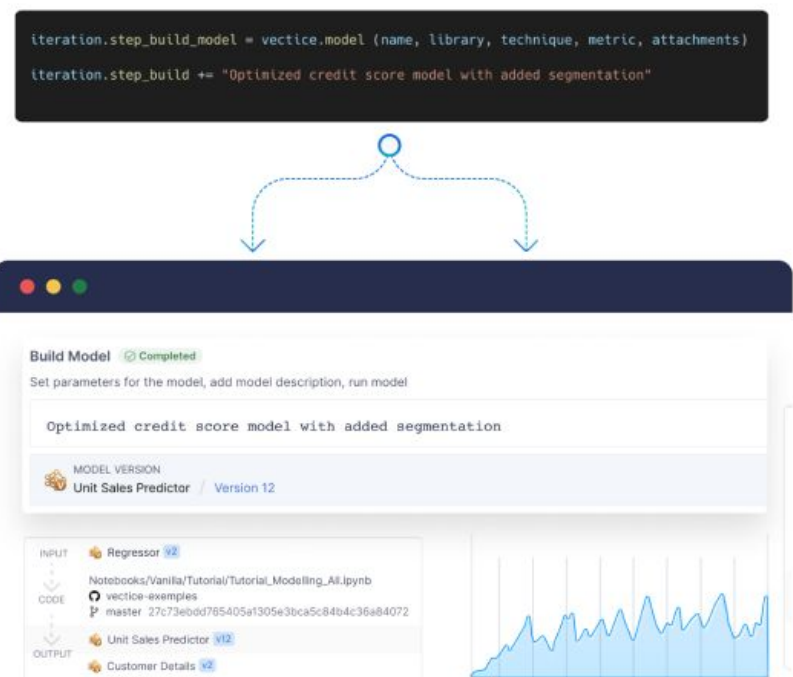 iteration.step_build_model = vectice.model (name, library, technique, metric, attachments)
iteration.step_build += "Optimized credit score model with added segmentation"
Build Model Completed
Set parameters for the model, add model description, run model
Optimized credit score model with added segmentation
MODEL VERSION
Unit Sales Predictor / Version 12
INPUT Regressor v2
Notebooks/Vanilla/Tutorial/Tutorial_Modelling_All.ipynb
CODE vectice-exemples
master 27c73ebdd765405a1305e3bca5c84b4c36a84072
Unit Sales Predictor v12
OUTPUT
Customer Details v2